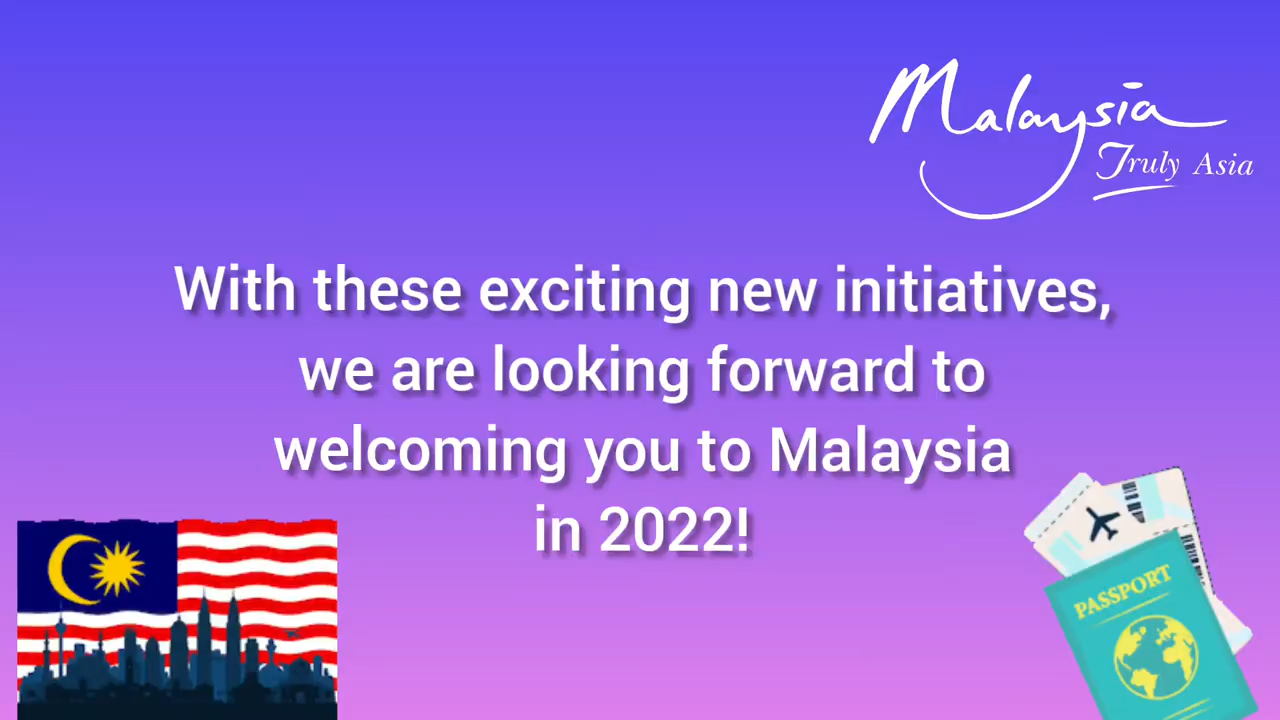 Malaysia
Truly Asia
With these exciting new initiatives,
we are looking forward to
welcoming you to Malaysia
in 2022!
PASSPORT